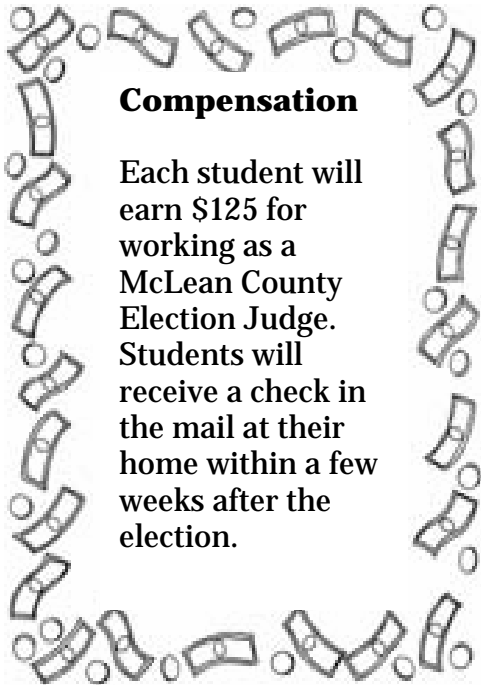 Compensation
Each student will
earn $125 for
working as a
McLean County
Election Judge.
Students will
receive a check in
the mail at their
home within a few
weeks after the
election.